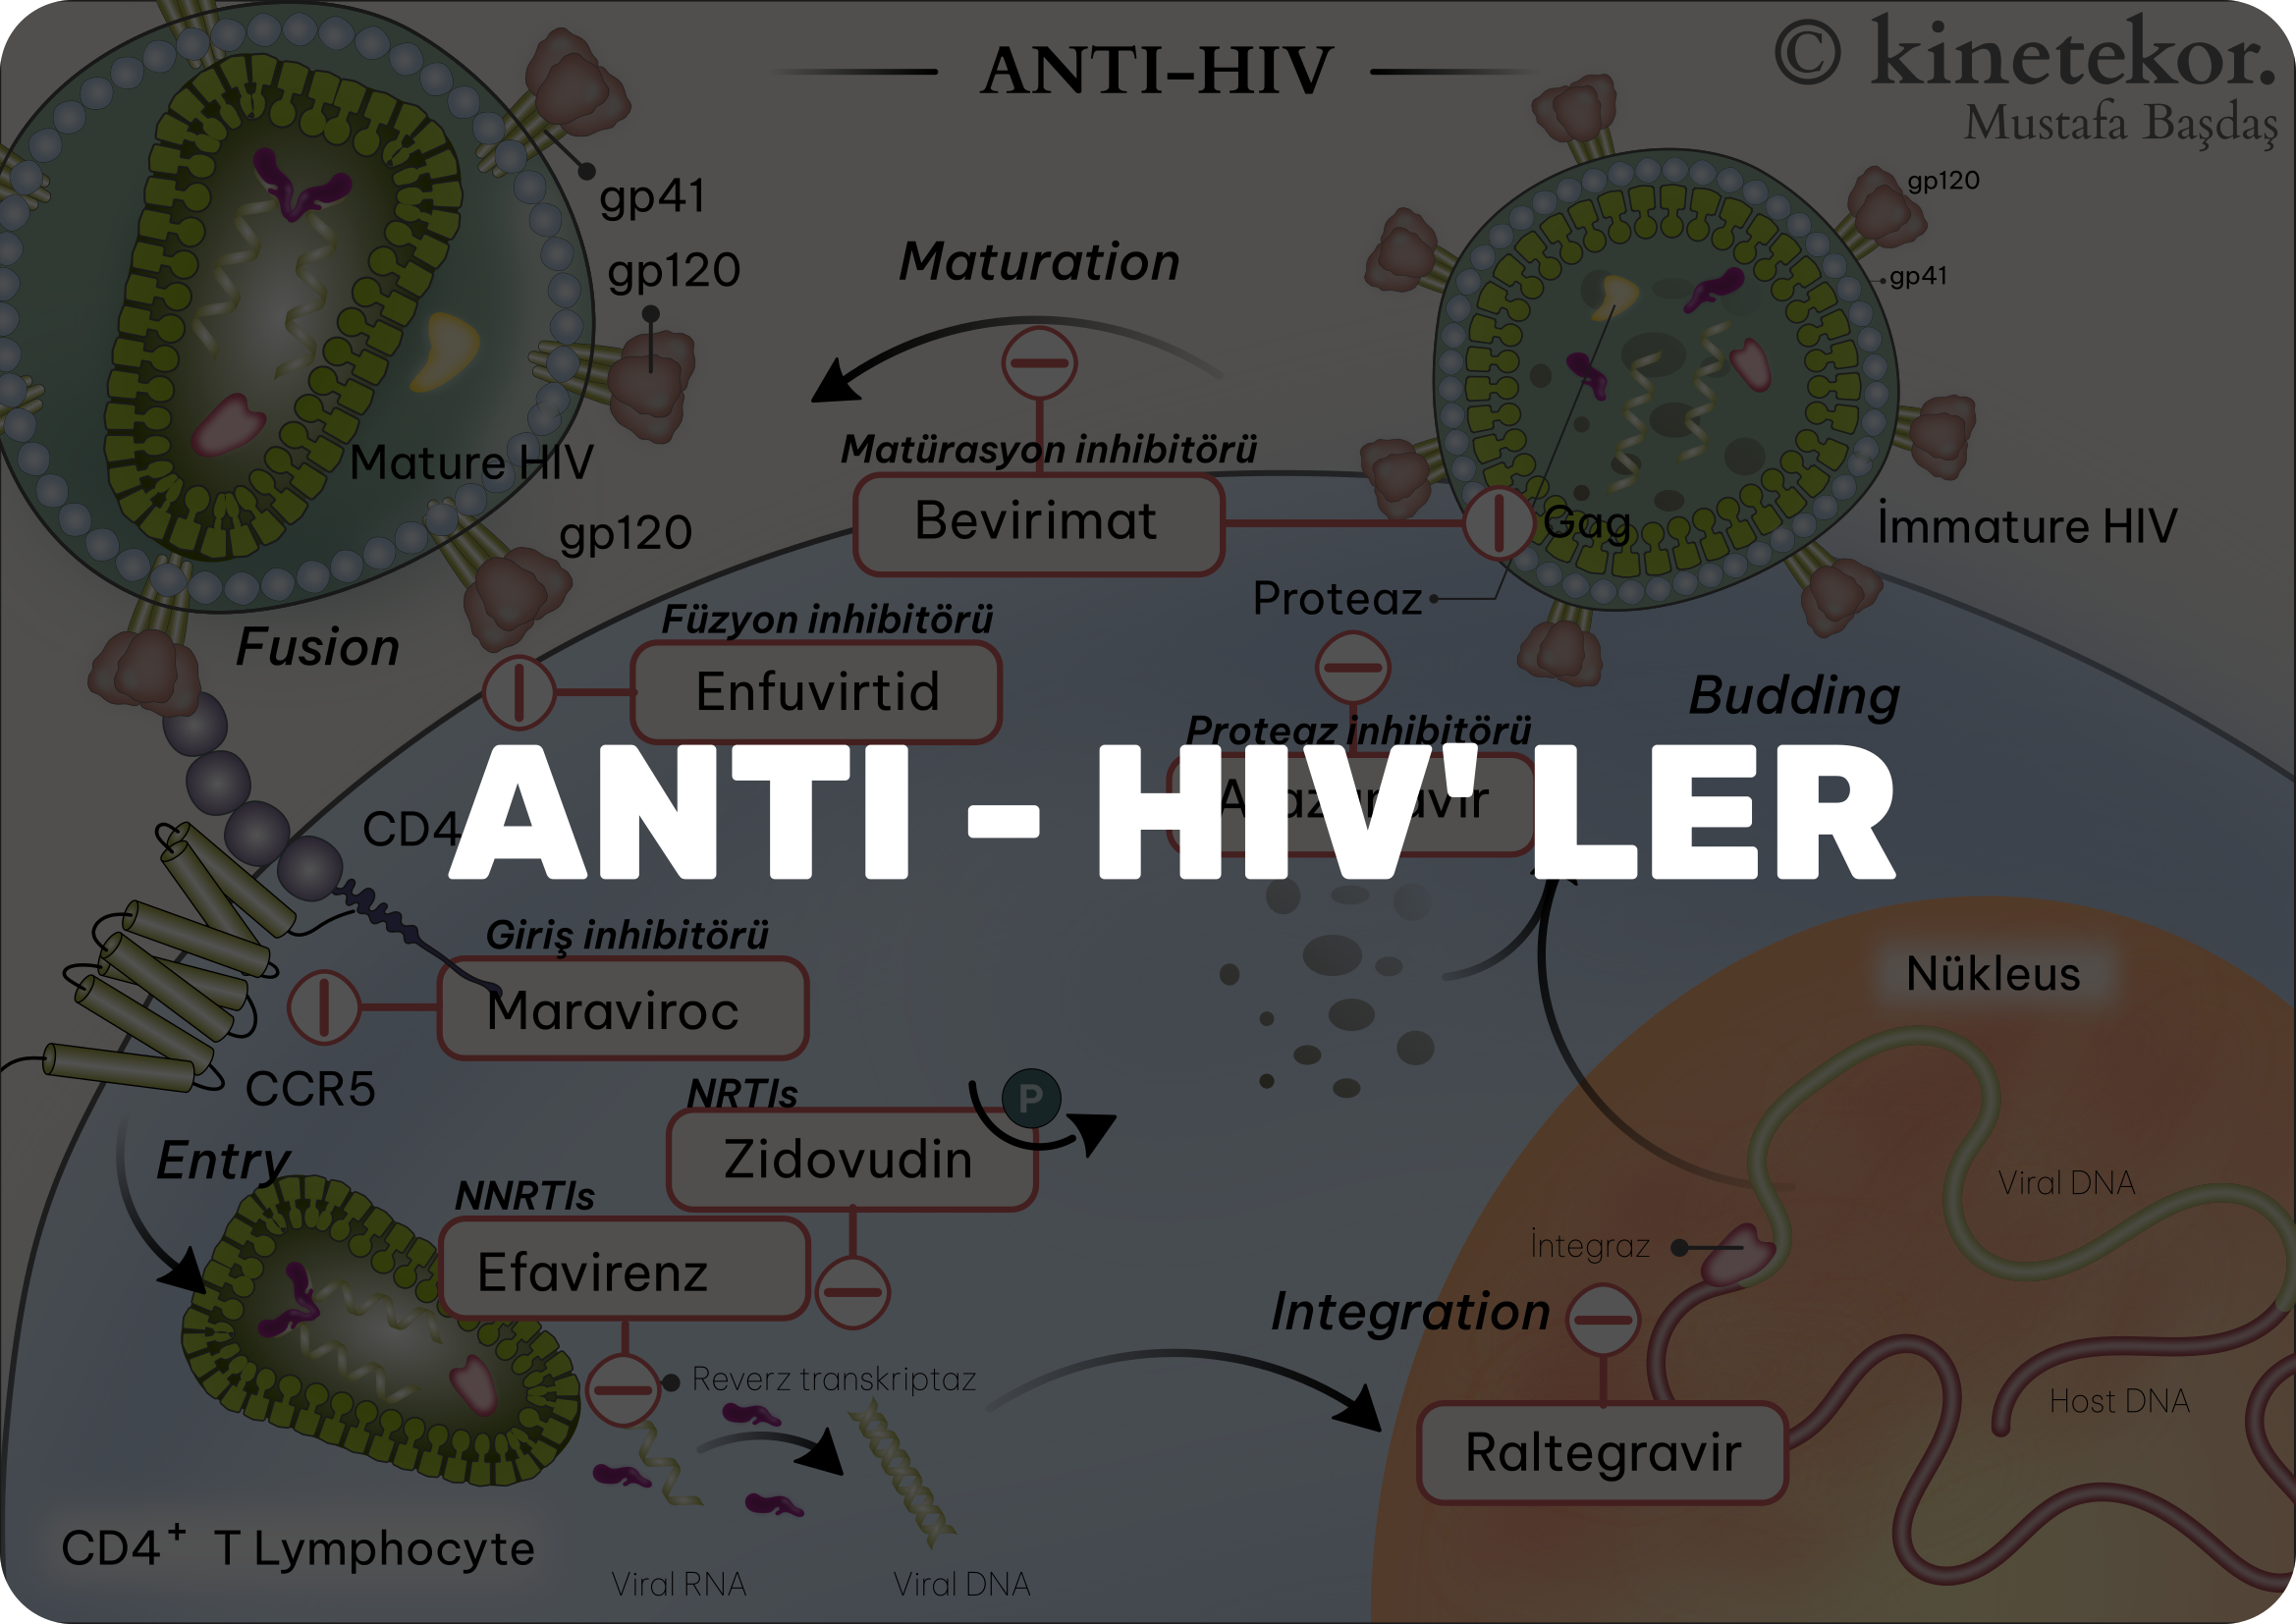 ANTI-HIV
© kinetekor.
Mustafa Başdaş
gp41
gp120
Maturation
gp120
gp41
Mature HIV
Matürasyon inhibitörü
Bevirimat
Gag
İmmature HIV
gp120
Proteaz
Füzyon inhibitörü
Fusion
Enfuvirtid
Budding
Proteaz inhibitörü
ANTI - HIV'LER
CD4
Giriş inhibitörü
Maraviroc
Nükleus
CCR5
NRTIs
P
Zidovudin
Entry
NNRTIs
Efavirenz
Viral DNA
İntegraz
Integration
Reverz transkriptaz
Host DNA
Raltegravir
CD4+ T Lymphocyte
Viral RNA
Viral DNA